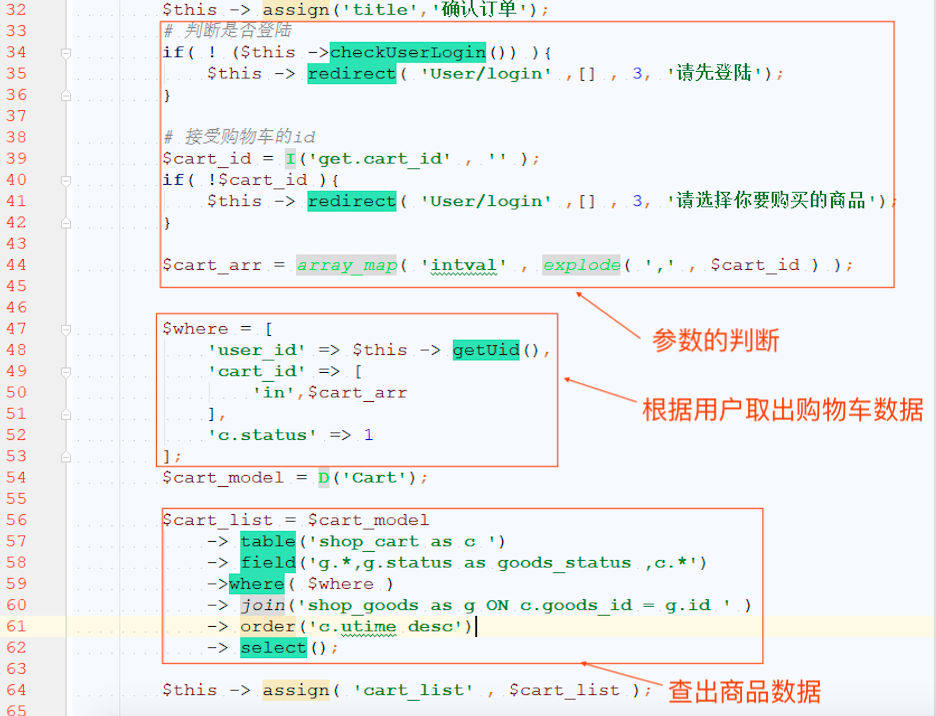 32 $this -> assign('title','确认订单');
33 # 判断是否登陆
34 if( ! ($this ->checkUserLogin()) ){
35 $this -> redirect( 'User/login' ,[] , 3, '请先登陆');
36 }
37
38 # 接受购物车的id
39 $cart_id = I('get.cart_id' , '' );
40 if( !$cart_id ){
41 $this -> redirect( 'User/login' ,[] , 3, '请选择你要购买的商品');
42 }
43
44 $cart_arr = array_map( 'intval' , explode( ',' , $cart_id ) );
45
46
参数的判断
47 $where = [
48 'user_id' => $this -> getUid(),
49 'cart_id' => [
50 'in',$cart_arr
51 ],
根据用户取出购物车数据
52 'c.status' => 1
53 ];
54 $cart_model = D('Cart');
55
56 $cart_list = $cart_model
57 -> table('shop_cart as c ')
58 -> field('g.*,g.status as goods_status ,c.*')
59 ->where( $where )
60 -> join('shop_goods as g ON c.goods_id = g.id ' )
61 -> order('c.utime desc')
62 -> select();
63
64 $this -> assign( 'cart_list' , $cart_list );
查出商品数据
65